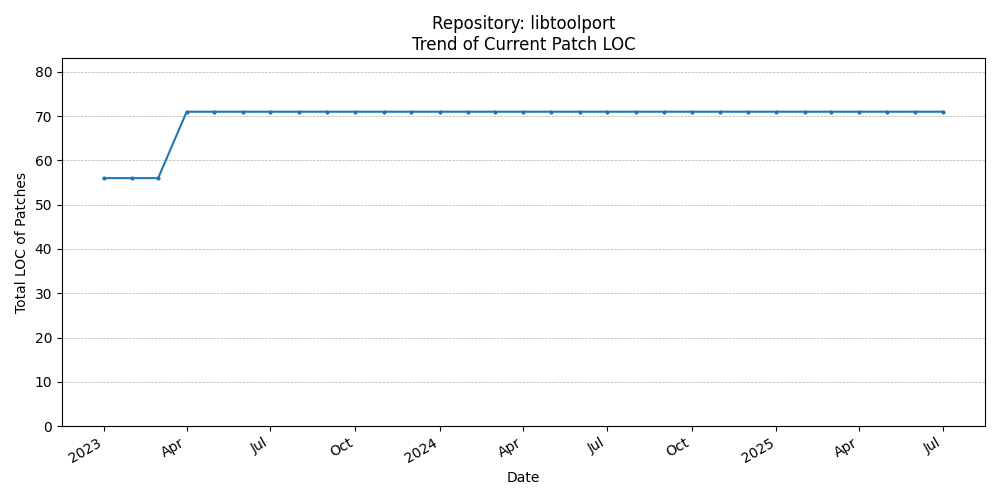 Repository: libtoolport
Trend of Current Patch LOC
Total LOC of Patches
80
70
60
50
40
30
20
10
0
2023
Apr
Jul
Oct
2024
Apr
Jul
Oct
2025
Apr
Jul
Date